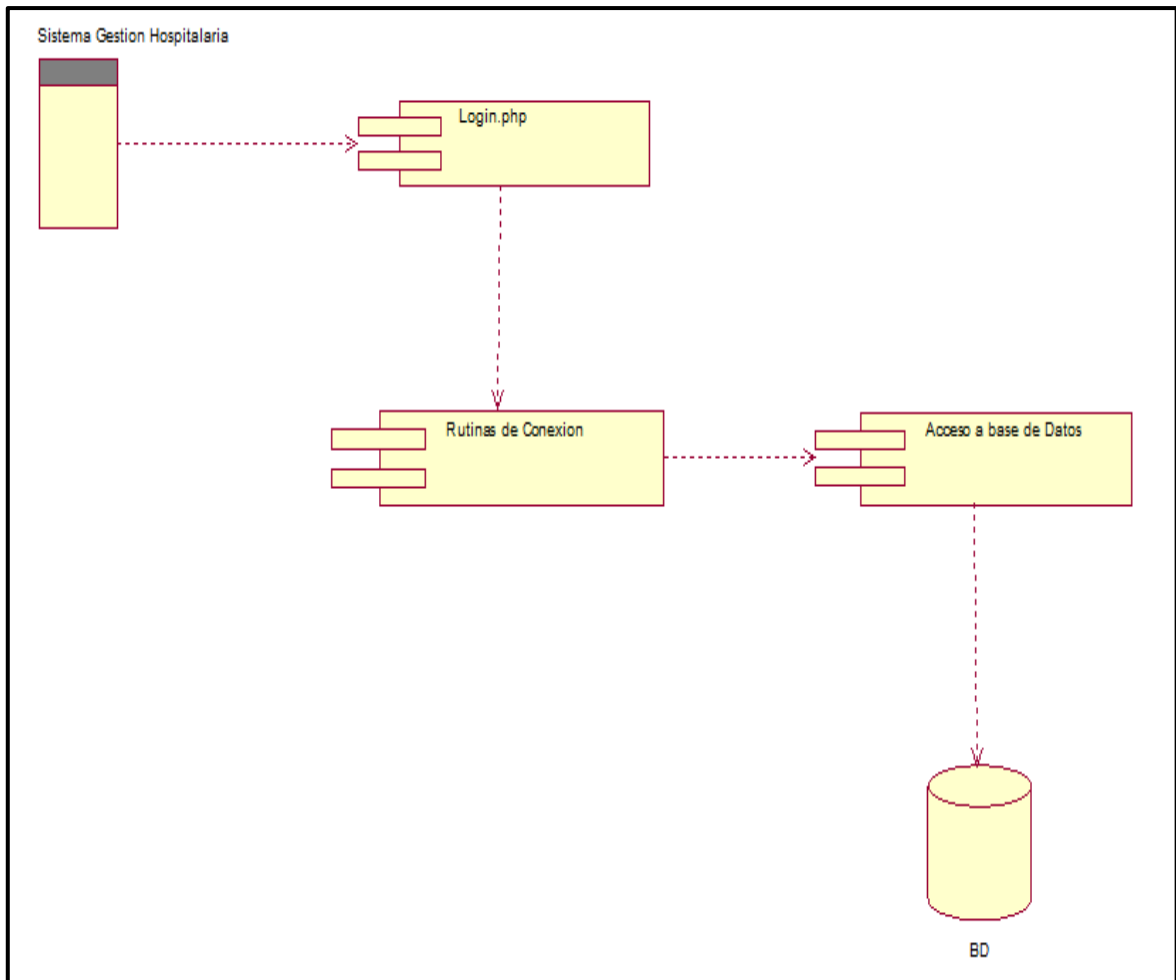 Sistema Gestion Hospitalaria
Login.php
Rutinas de Conexion
Acceso a base de Datos
BD